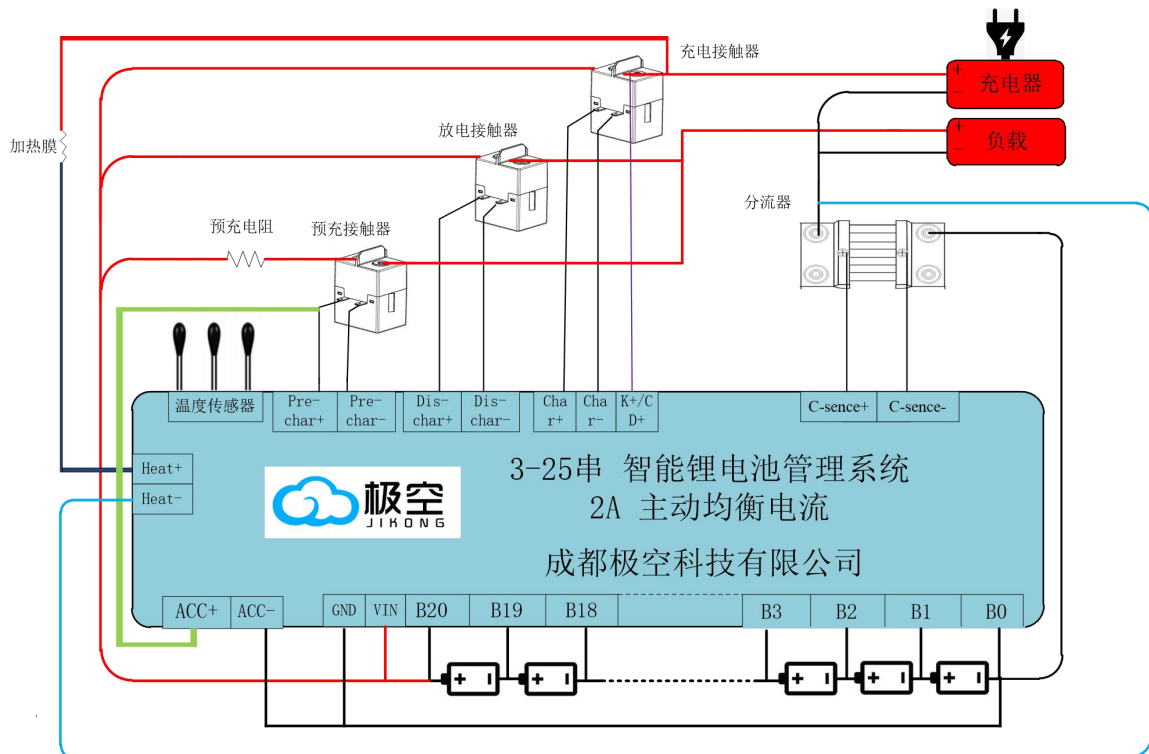 充电接触器
+
充电器
−
放电接触器
+
负载
−
加热膜
分流器
预充电阻
预充接触器
温度传感器
Pre-
char+
Pre-
char-
Dis-
char+
Dis-
char-
Cha
r+
Cha
r-
K+/C
D+
C-sence+
C-sence-
Heat+
Heat-
极空
JIKONG
3-25串 智能锂电池管理系统
2A 主动均衡电流
成都极空科技有限公司
ACC+
ACC-
GND
VIN
B20
B19
B18
B3
B2
B1
B0
+ −
+ −
+ −
+ −
+ −